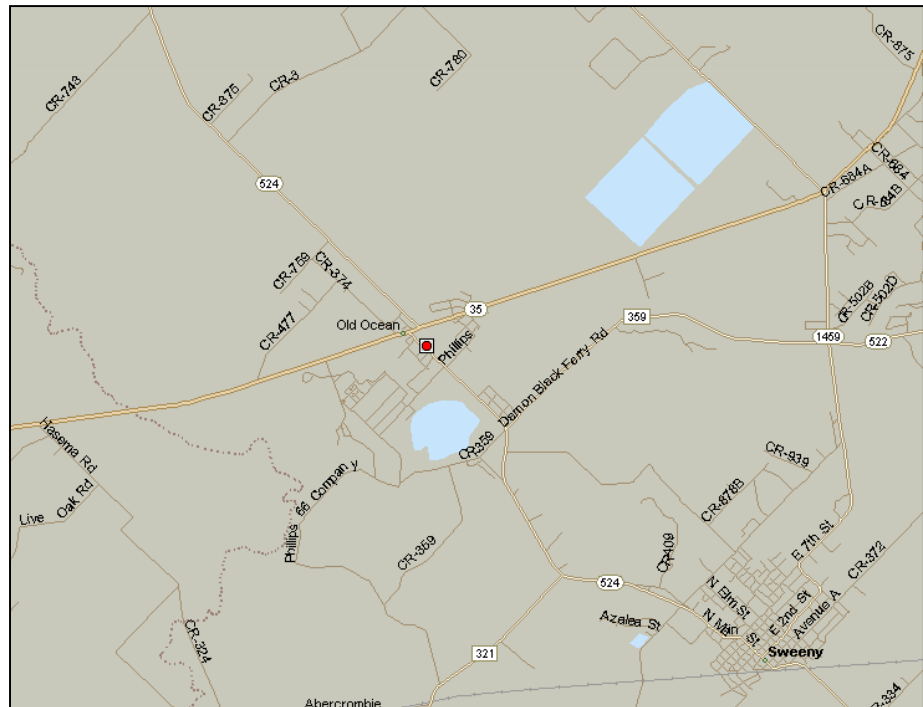 CR-743
CR-375
CR-3
CR-780
CR-875
524
CR-684
CR-684A
CR-759
CR-374
CR-477
Old Ocean
35
Phillips
359
Damon Black Ferry Rd
CR-502B
CR-502D
1459
522
Hasema Rd
Live Oak Rd
Phillips 66 Company
CR-359
CR-359
CR-939
CR-878B
CR-409
E 7th St
CR-372
524
N Elm St
N Main St
E 2nd St
Avenue A
Azalea St
Sweeny
CR-324
321
Abercrombie
CR-334